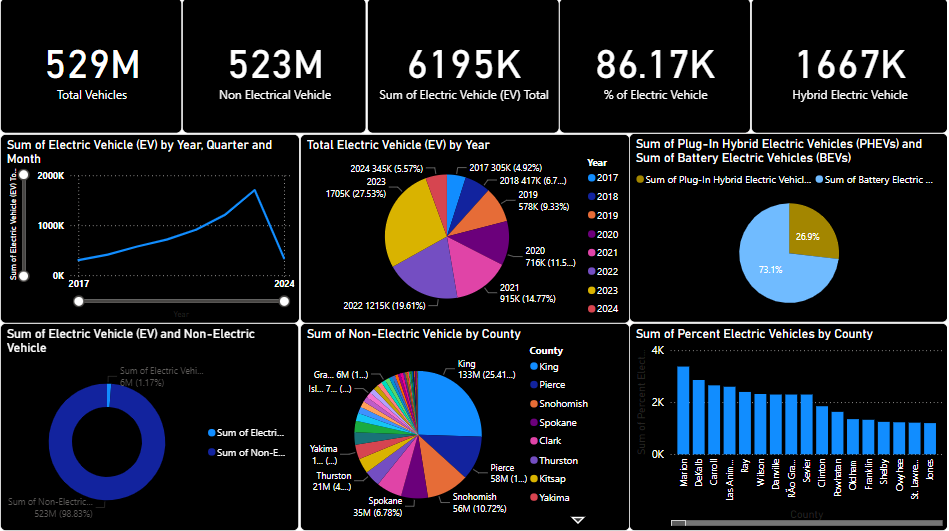 529M
Total Vehicles
523M
Non Electrical Vehicle
6195K
Sum of Electric Vehicle (EV) Total
86.17K
% of Electric Vehicle
1667K
Hybrid Electric Vehicle
Sum of Electric Vehicle (EV) by Year, Quarter and
Month
Sum of Electric Vehicle (EV) To...
2000K
1000K
0K
2017
2024
Year
Total Electric Vehicle (EV) by Year
2024 345K (5.57%)
2017 305K (4.92%)
2018 417K (6.7...)
2019
578K (9.33%)
2020
716K (11.5...)
2021
915K (14.77%)
2022 1215K (19.61%)
2023
1705K (27.53%)
Year
2017
2018
2019
2020
2021
2022
2023
2024
Sum of Plug-In Hybrid Electric Vehicles (PHEVs) and
Sum of Battery Electric Vehicles (BEVs)
Sum of Plug-In Hybrid Electric Vehicl...
Sum of Battery Electric ...
26.9%
73.1%
Sum of Electric Vehicle (EV) and Non-Electric
Vehicle
Sum of Electric Vehi...
6M (1.17%)
Sum of Non-Electric...
523M (98.83%)
Sum of Electri...
Sum of Non-E...
Sum of Non-Electric Vehicle by County
King
133M (25.41...)
Pierce
58M (1...)
Snohomish
56M (10.72%)
Spokane
35M (6.78%)
Thurston
21M (4...)
Yakima
1... (...)
Isl... 7... (...)
Gra... 6M (1...)
County
King
Pierce
Snohomish
Spokane
Clark
Thurston
Kitsap
Yakima
Sum of Percent Electric Vehicles by County
Sum of Percent Elect...
4K
2K
0K
Marion
DeKalb
Carroll
Las Anim...
Ray
Wilson
Danville
RÃ­o Gra...
Sevier
Clinton
Powhatan
Oldham
Franklin
Shelby
Owyhee
St. Lawre...
Jones
County